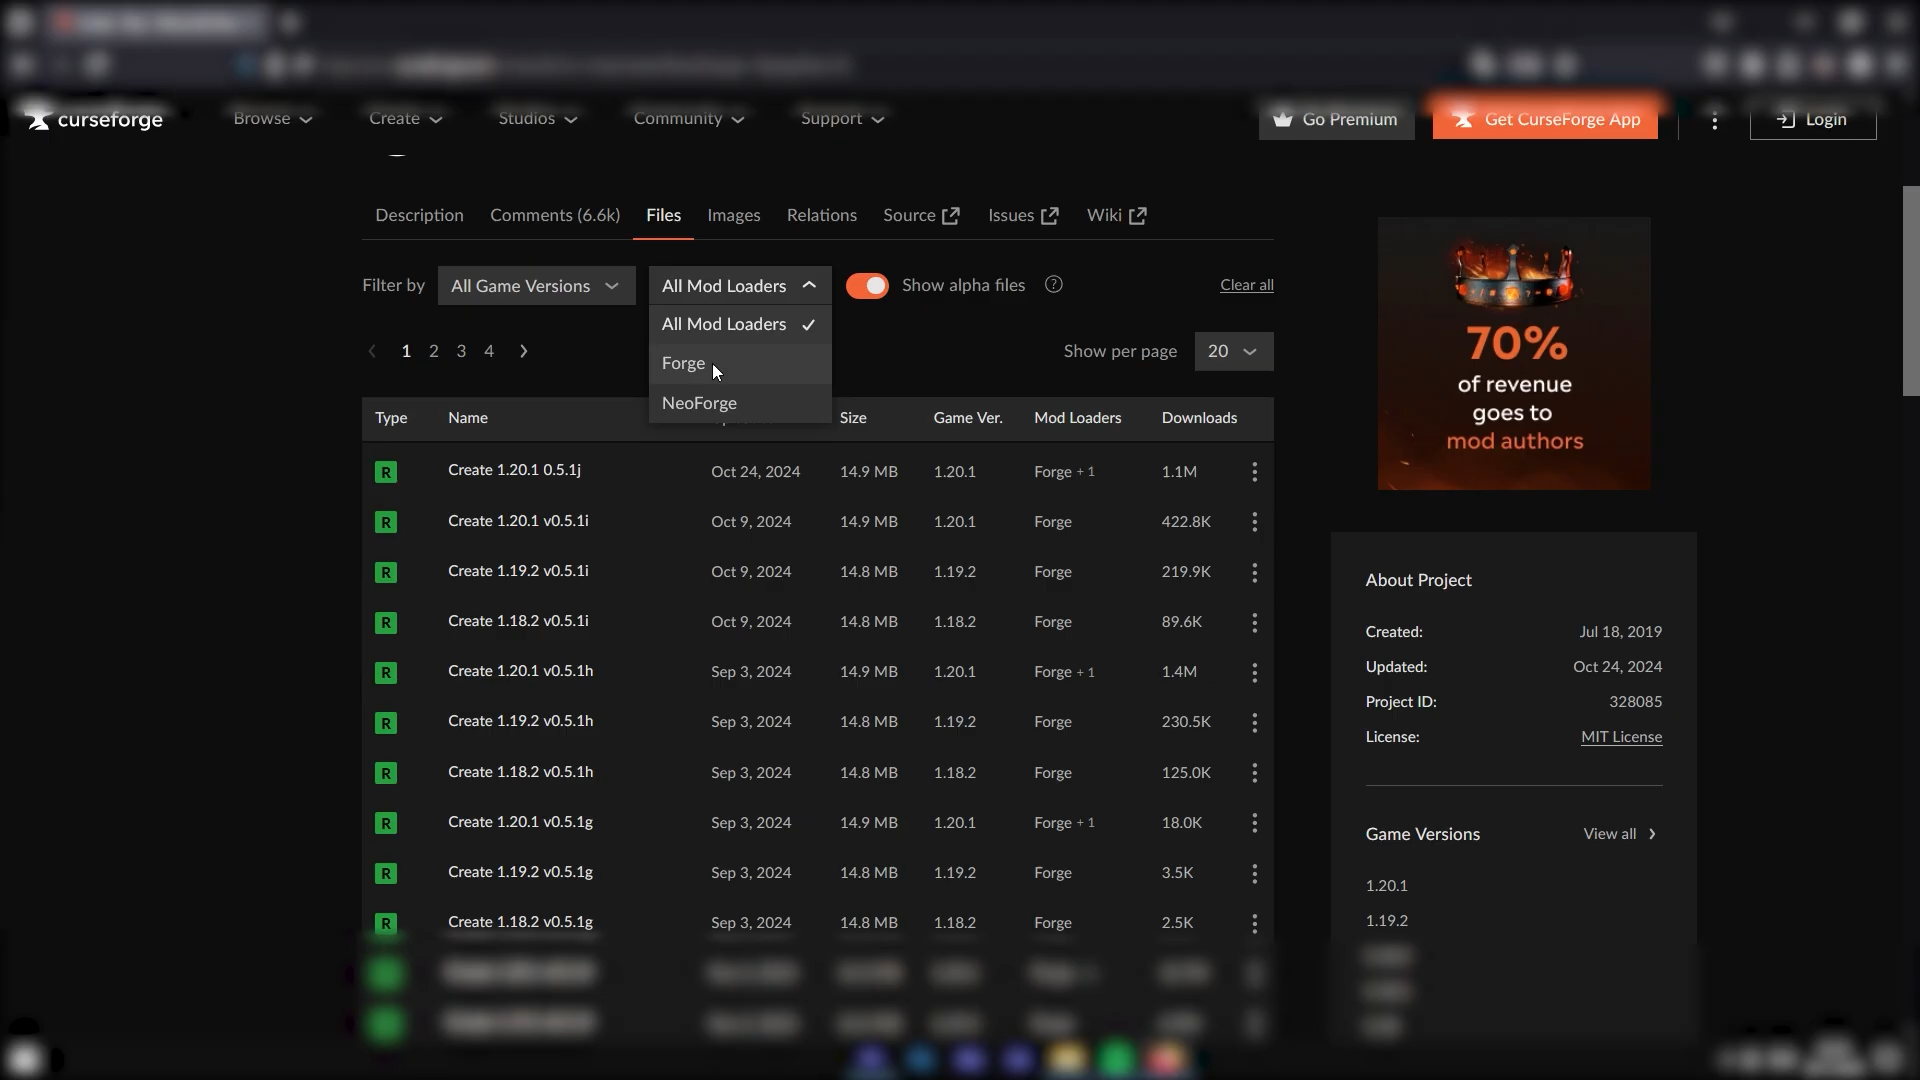 curseforge Browse Create Studios Community Support Go Premium Get CurseForge App Login
Description Comments (6.6k) Files Images Relations Source Issues Wiki
Filter by All Game Versions All Mod Loaders Show alpha files ? Clear all
All Mod Loaders
Forge
NeoForge
1 2 3 4 Show per page 20
Type Name Size Game Ver. Mod Loaders Downloads
R Create 1.20.1 0.5.1j Oct 24, 2024 14.9 MB 1.20.1 Forge + 1 1.1M
R Create 1.20.1 v0.5.1i Oct 9, 2024 14.9 MB 1.20.1 Forge 422.8K
R Create 1.19.2 v0.5.1i Oct 9, 2024 14.8 MB 1.19.2 Forge 219.9K
R Create 1.18.2 v0.5.1i Oct 9, 2024 14.8 MB 1.18.2 Forge 89.6K
R Create 1.20.1 v0.5.1h Sep 3, 2024 14.9 MB 1.20.1 Forge + 1 1.4M
R Create 1.19.2 v0.5.1h Sep 3, 2024 14.8 MB 1.19.2 Forge 230.5K
R Create 1.18.2 v0.5.1h Sep 3, 2024 14.8 MB 1.18.2 Forge 125.0K
R Create 1.20.1 v0.5.1g Sep 3, 2024 14.9 MB 1.20.1 Forge + 1 18.0K
R Create 1.19.2 v0.5.1g Sep 3, 2024 14.8 MB 1.19.2 Forge 3.5K
R Create 1.18.2 v0.5.1g Sep 3, 2024 14.8 MB 1.18.2 Forge 2.5K
70%
of revenue
goes to
mod authors
About Project
Created: Jul 18, 2019
Updated: Oct 24, 2024
Project ID: 328085
License: MIT License
Game Versions View all
1.20.1
1.19.2